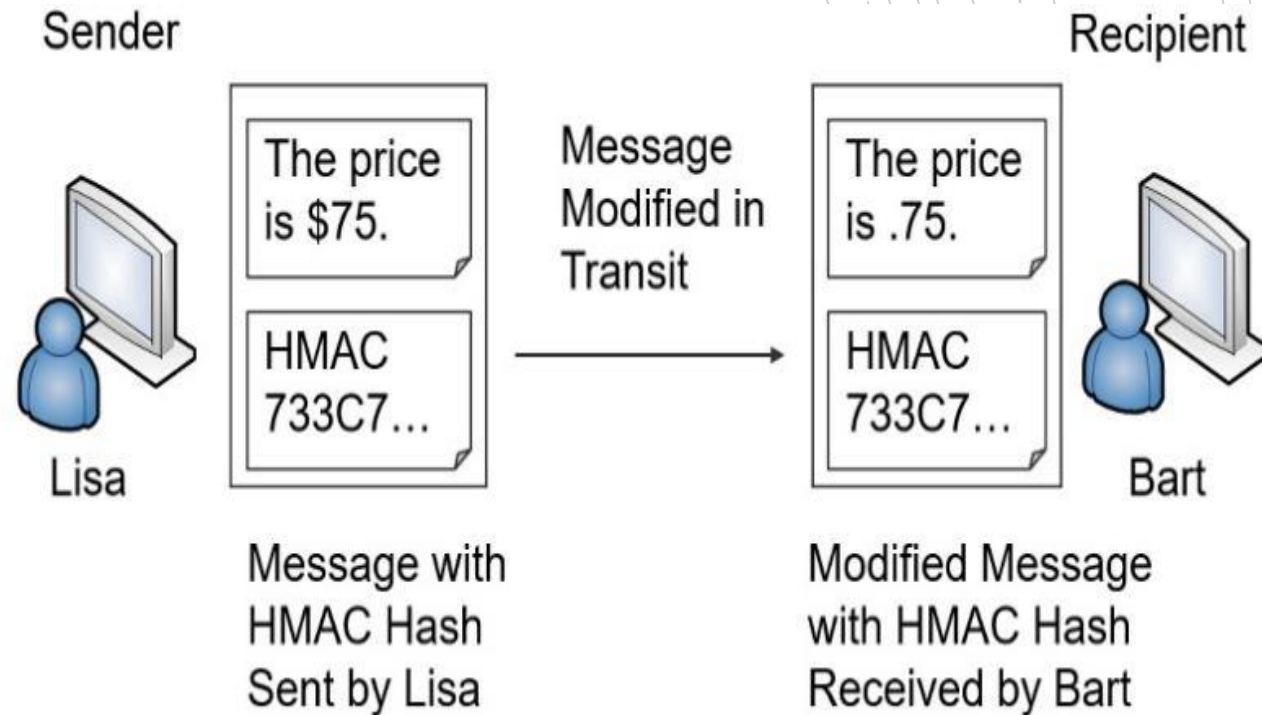 Sender
Recipient
The price
is $75.
HMAC
733C7...
Message
Modified in
Transit
The price
is .75.
HMAC
733C7...
Lisa
Bart
Message with
HMAC Hash
Sent by Lisa
Modified Message
with HMAC Hash
Received by Bart